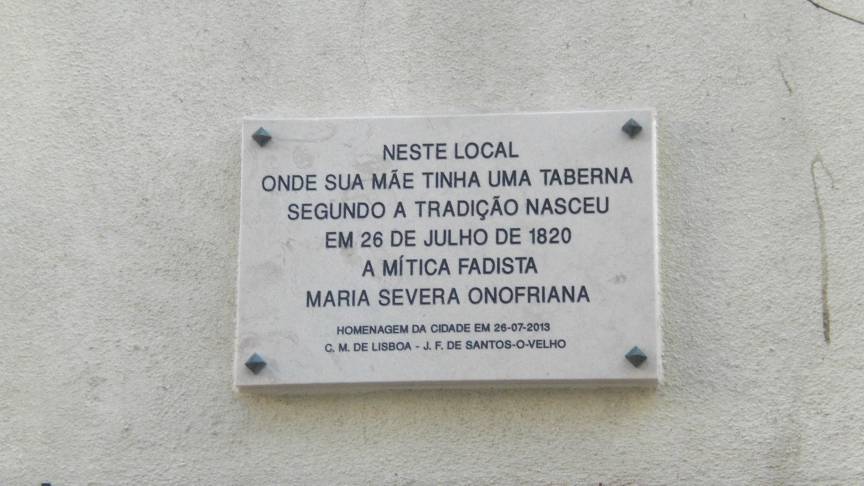 NESTE LOCAL
ONDE SUA MÃE TINHA UMA TABERNA
SEGUNDO A TRADIÇÃO NASCEU
EM 26 DE JULHO DE 1820
A MÍTICA FADISTA
MARIA SEVERA ONOFRIANA
HOMENAGEM DA CIDADE EM 26-07-2013
C. M. DE LISBOA - J. F. DE SANTOS-O-VELHO